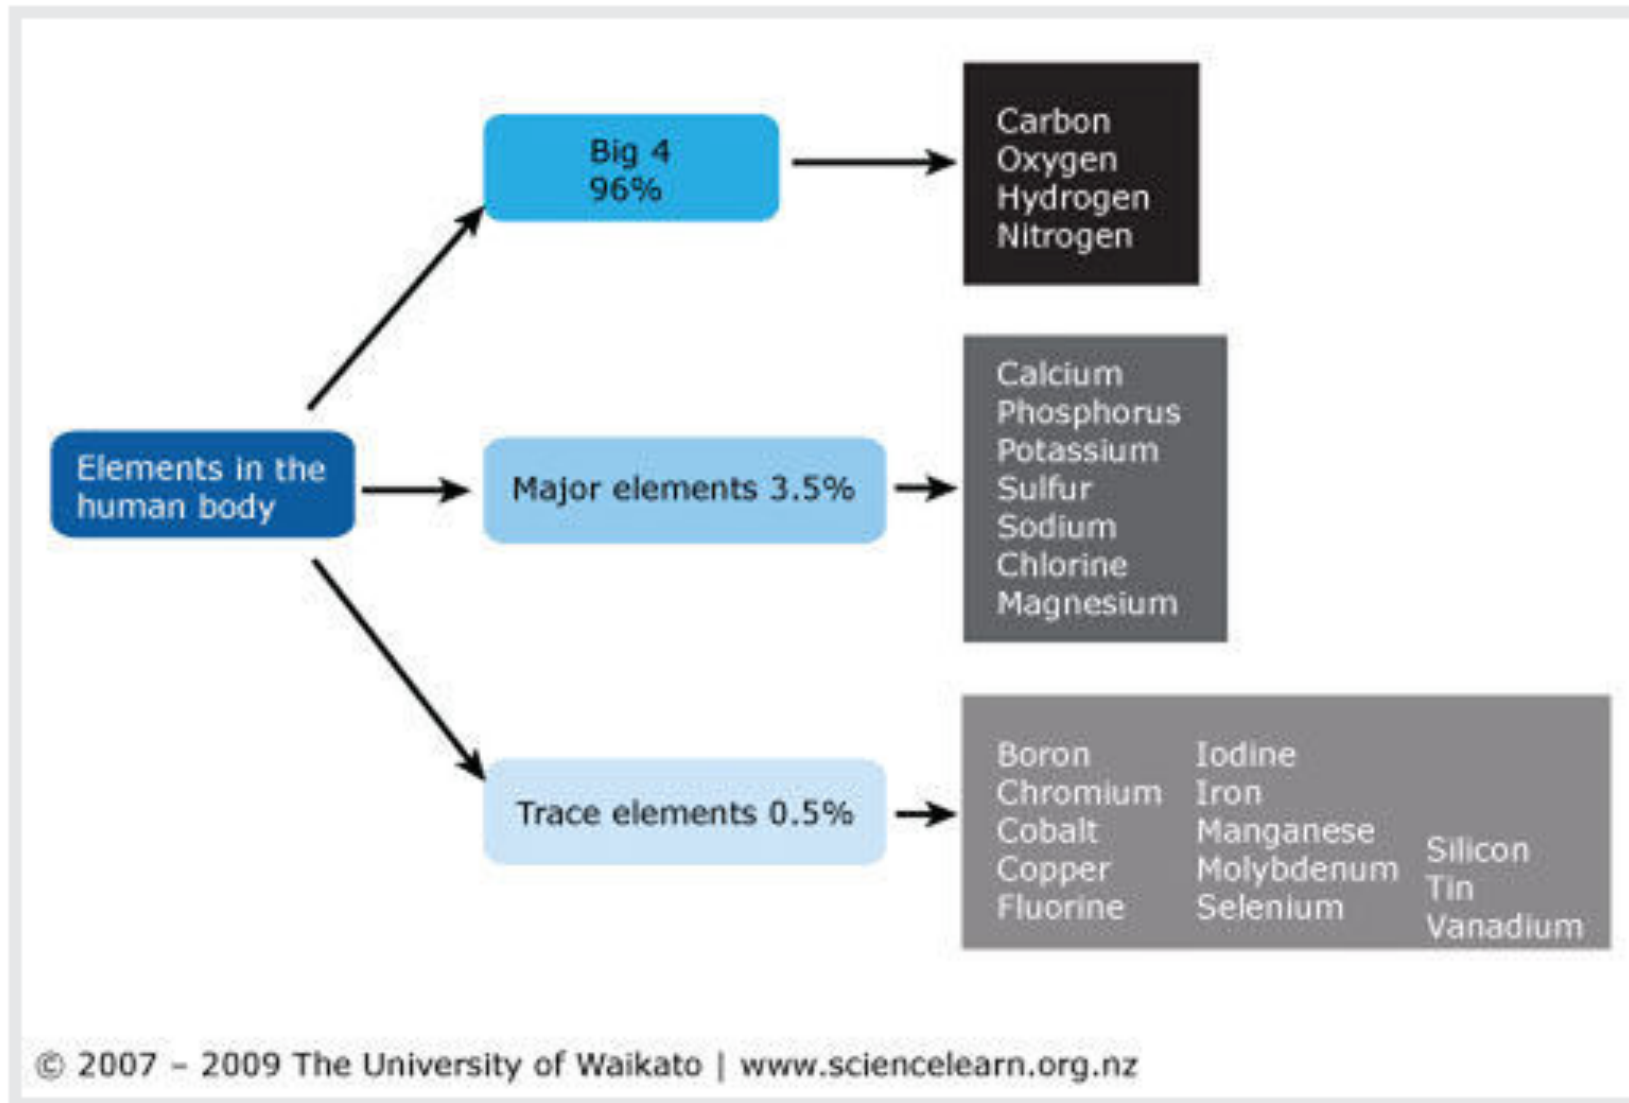 Big 4
96%
Carbon
Oxygen
Hydrogen
Nitrogen
Elements in the
human body
Major elements 3.5%
Calcium
Phosphorus
Potassium
Sulfur
Sodium
Chlorine
Magnesium
Trace elements 0.5%
Boron
Chromium
Cobalt
Copper
Fluorine
Iodine
Iron
Manganese
Molybdenum
Selenium
Silicon
Tin
Vanadium
© 2007 – 2009 The University of Waikato | www.sciencelearn.org.nz